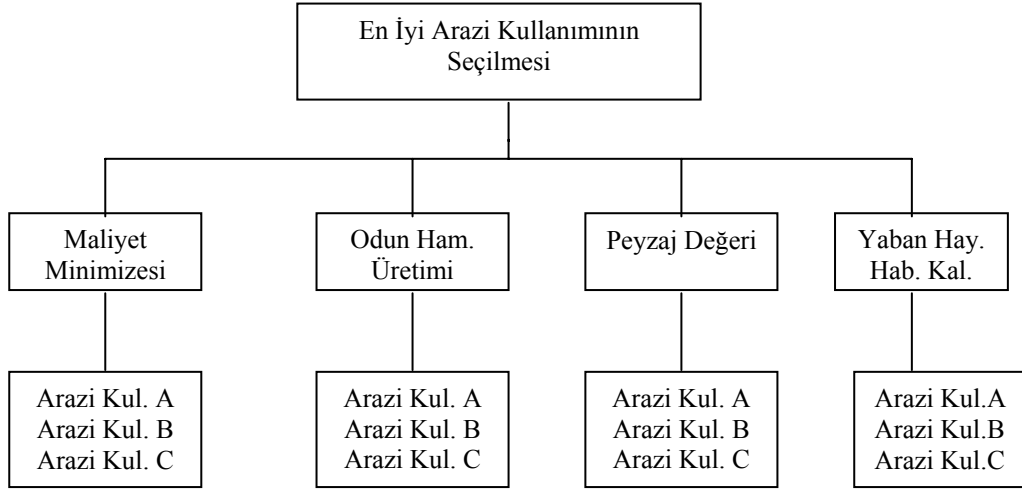 En İyi Arazi Kullanımının
Seçilmesi
Maliyet
Minimizesi
Odun Ham.
Üretimi
Peyzaj Değeri
Yaban Hay.
Hab. Kal.
Arazi Kul. A
Arazi Kul. B
Arazi Kul. C
Arazi Kul. A
Arazi Kul. B
Arazi Kul. C
Arazi Kul. A
Arazi Kul. B
Arazi Kul. C
Arazi Kul.A
Arazi Kul.B
Arazi Kul.C